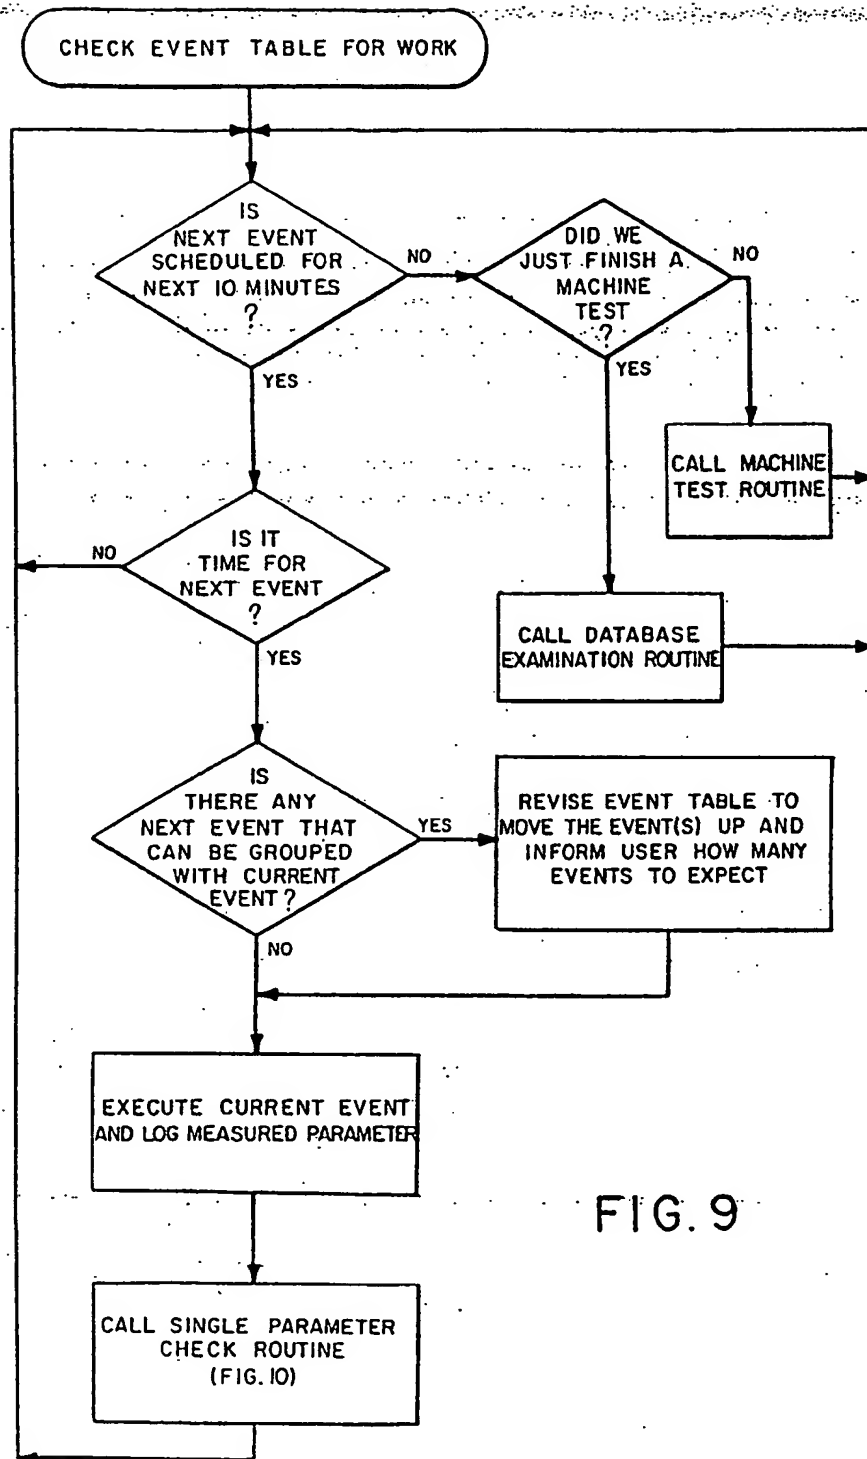 CHECK EVENT TABLE FOR WORK
IS
NEXT EVENT
SCHEDULED FOR
NEXT 10 MINUTES
?
NO
DID WE
JUST FINISH A
MACHINE
TEST
?
NO
YES
YES
CALL MACHINE
TEST ROUTINE
IS IT
TIME FOR
NEXT EVENT
?
NO
YES
CALL DATABASE
EXAMINATION ROUTINE
IS
THERE ANY
NEXT EVENT THAT
CAN BE GROUPED
WITH CURRENT
EVENT?
YES
NO
REVISE EVENT TABLE TO
MOVE THE EVENT(S) UP AND
INFORM USER HOW MANY
EVENTS TO EXPECT
EXECUTE CURRENT EVENT
AND LOG MEASURED PARAMETER
CALL SINGLE PARAMETER
CHECK ROUTINE
(FIG. 10)
FIG. 9